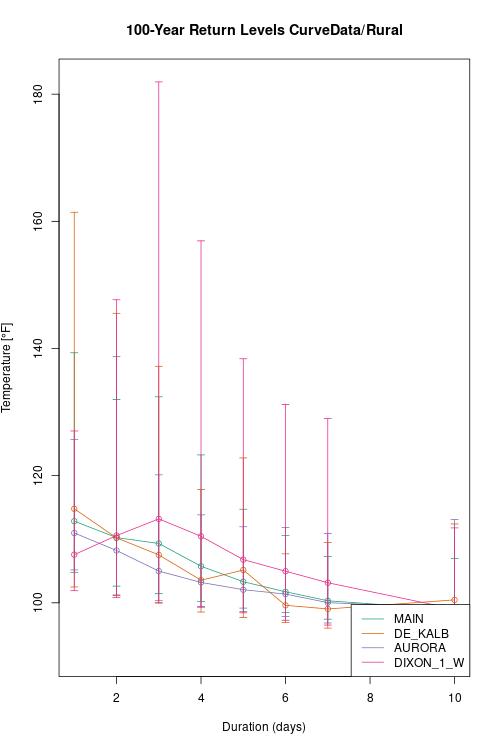 100-Year Return Levels CurveData/Rural
180
160
140
120
100
Temperature [°F]
2
4
6
8
10
Duration (days)
MAIN
DE_KALB
AURORA
DIXON_1_W